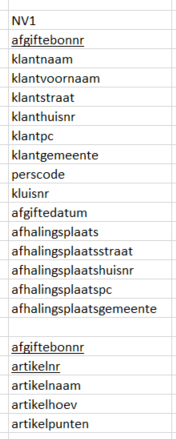 NV1
afgiftebonnr
klantnaam
klantvoornaam
klantstraat
klanthuisnr
klantpc
klantgemeente
perscode
kluisnr
afgiftedatum
afhalingsplaats
afhalingsplaatsstraat
afhalingsplaatshuisnr
afhalingsplaatspc
afhalingsplaatsgemeente
afgiftebonnr
artikelnr
artikelnaam
artikelhoev
artikelpunten